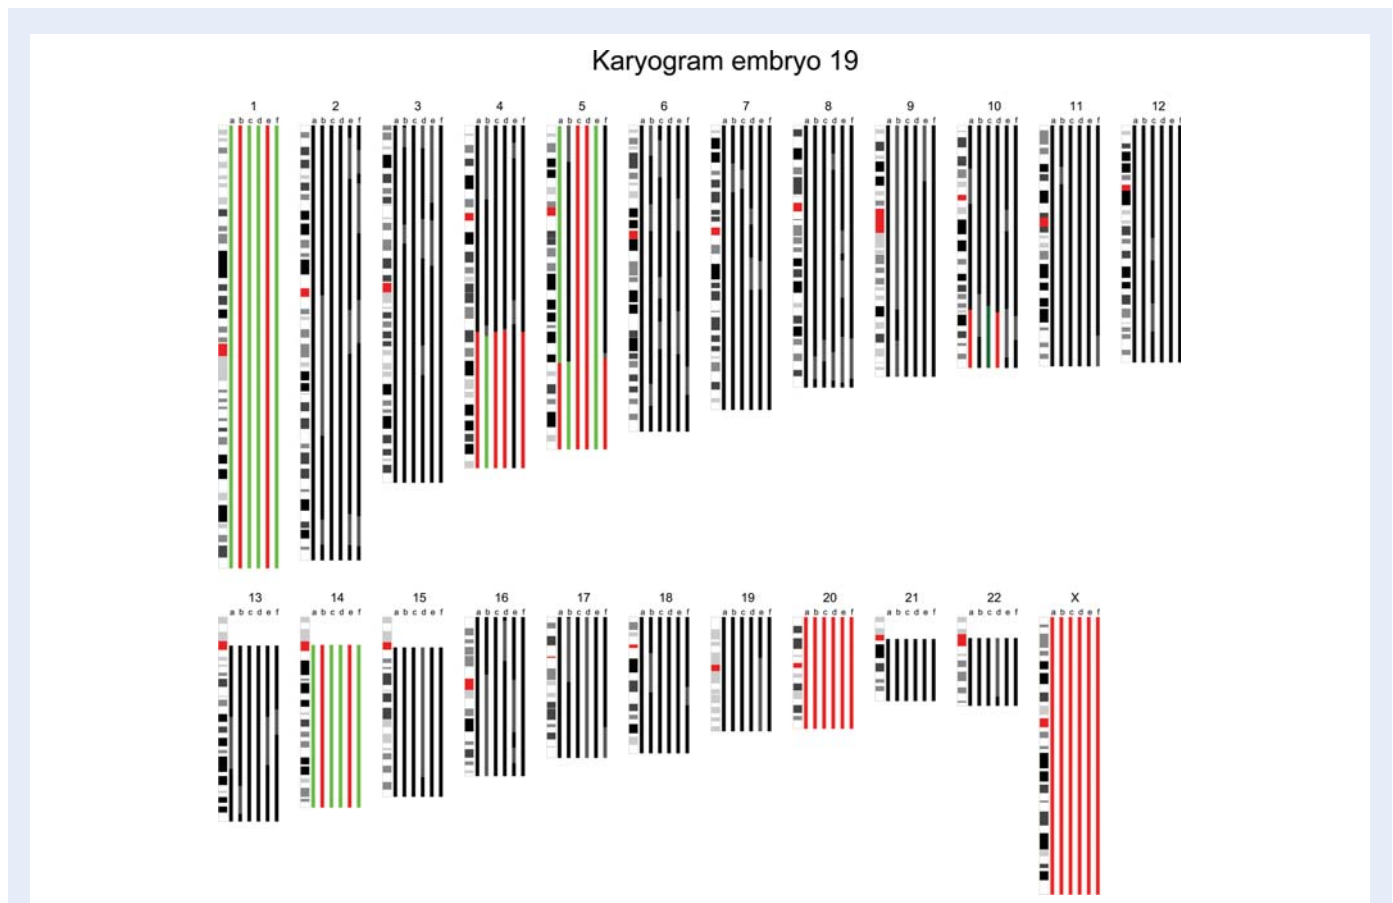 Karyogram embryo 19
1 2 3 4 5 6 7 8 9 10 11 12
a b c d e f a b c d e f a b c d e f a b c d e f a b c d e f a b c d e f a b c d e f a b c d e f a b c d e f a b c d e f a b c d e f a b c d e f
13 14 15 16 17 18 19 20 21 22 X
a b c d e f a b c d e f a b c d e f a b c d e f a b c d e f a b c d e f a b c d e f a b c d e f a b c d e f a b c d e f a b c d e f